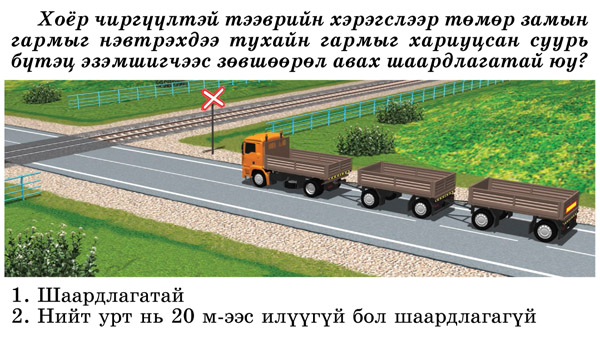 Хоёр чиргүүлтэй тээврийн хэрэгслээр төмөр замын
гармыг нэвтрэхдээ тухайн гармыг хариуцсан суурь
бүтэц эзэмшигчээс зөвшөөрөл авах шаардлагатай юу?
1. Шаардлагатай
2. Нийт урт нь 20 м-ээс илүүгүй бол шаардлагагүй